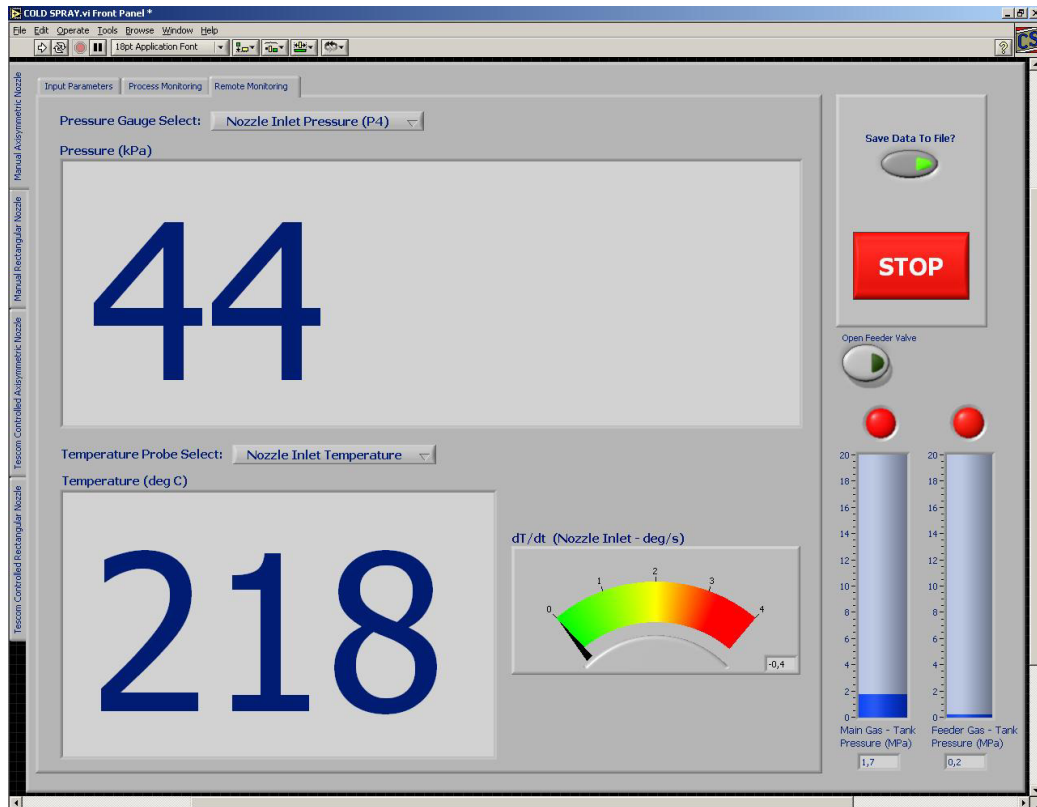 COLD SPRAY.vi Front Panel *
File Edit Operate Tools Browse Window Help
18pt Application Font
?
CS
Manual Axisymmetric Nozzle
Manual Rectangular Nozzle
Tescom Controlled Axisymmetric Nozzle
Tescom Controlled Rectangular Nozzle
Input Parameters Process Monitoring Remote Monitoring
Pressure Gauge Select: Nozzle Inlet Pressure (P4)
Pressure (kPa)
44
Temperature Probe Select: Nozzle Inlet Temperature
Temperature (deg C)
218
dT/dt (Nozzle Inlet - deg/s)
0 1 2 3 4
-0,4
Save Data To File?
STOP
Open Feeder Valve
20 20
18 18
16 16
14 14
12 12
10 10
8 8
6 6
4 4
2 2
0 0
Main Gas - Tank Feeder Gas - Tank
Pressure (MPa) Pressure (MPa)
1,7 0,2